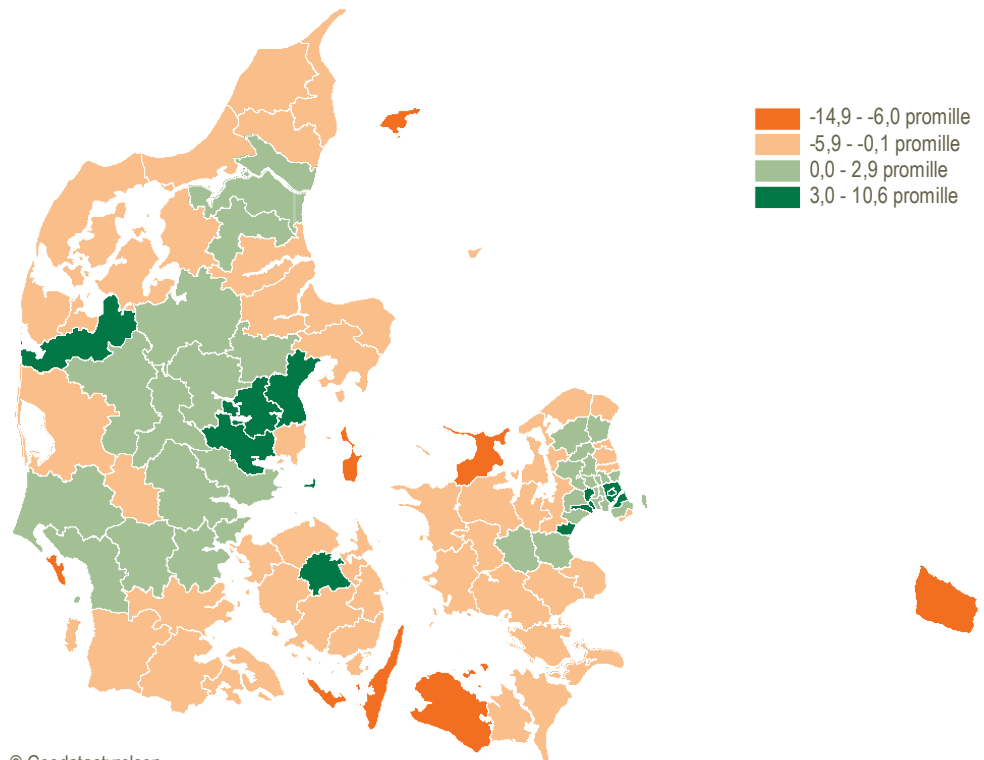 -14,9 - -6,0 promille
-5,9 - -0,1 promille
0,0 - 2,9 promille
3,0 - 10,6 promille
© Geodatastyrelsen